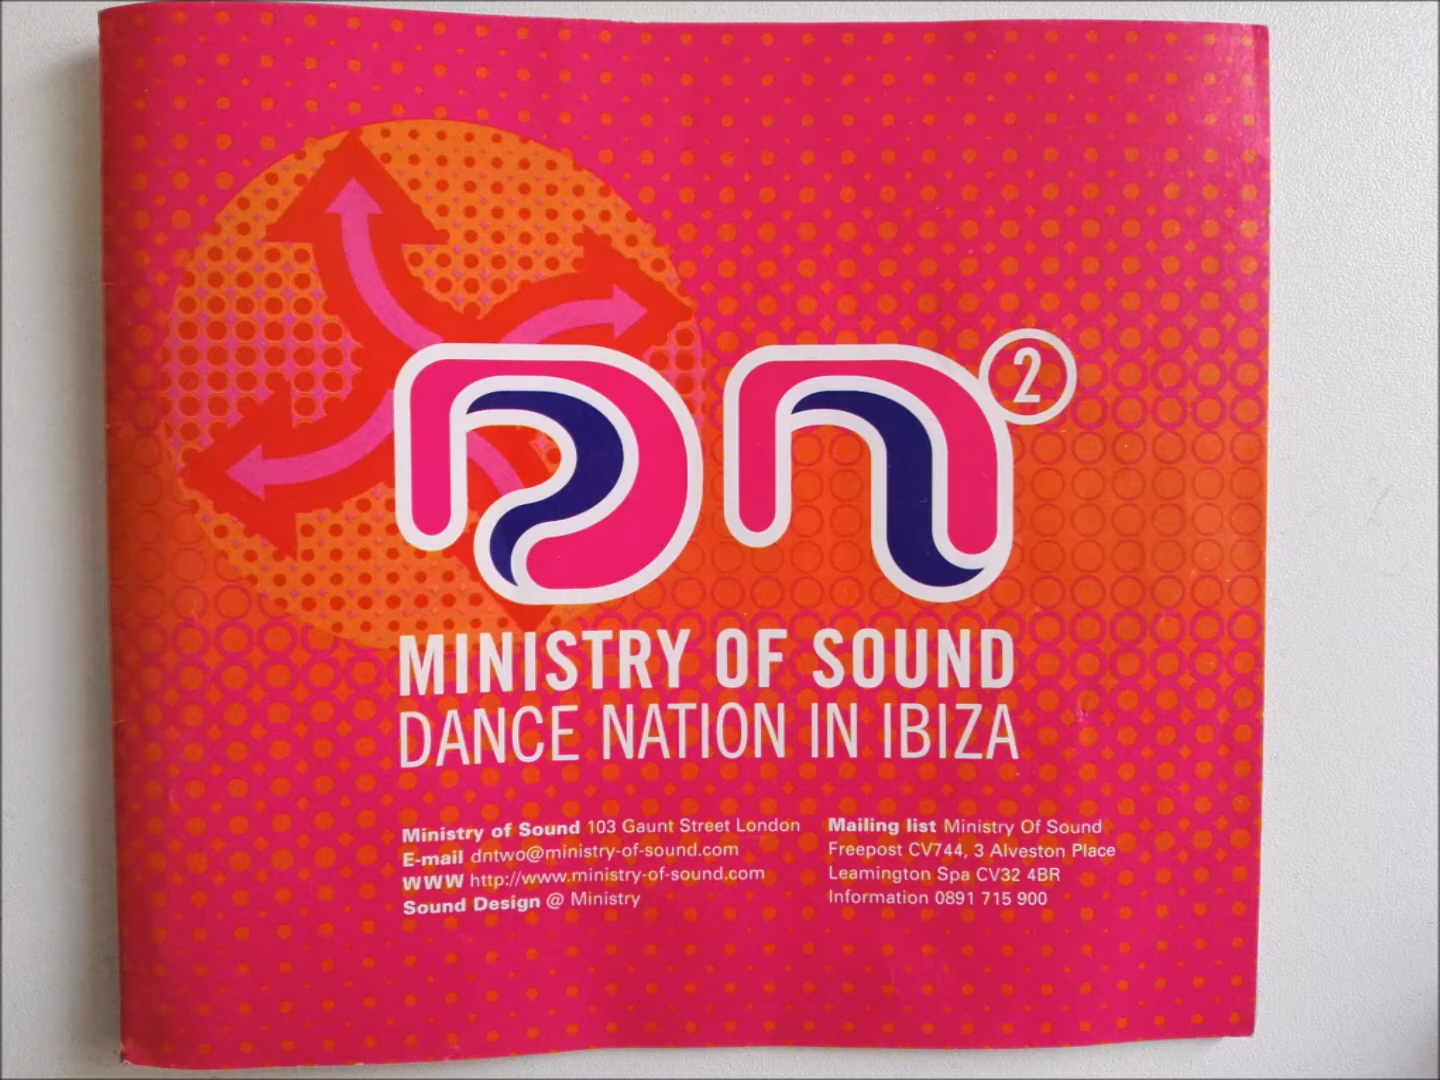 DN²
MINISTRY OF SOUND
DANCE NATION IN IBIZA
Ministry of Sound 103 Gaunt Street London
E-mail dntwo@ministry-of-sound.com
WWW http://www.ministry-of-sound.com
Sound Design @ Ministry
Mailing list Ministry Of Sound
Freepost CV744, 3 Alveston Place
Leamington Spa CV32 4BR
Information 0891 715 900